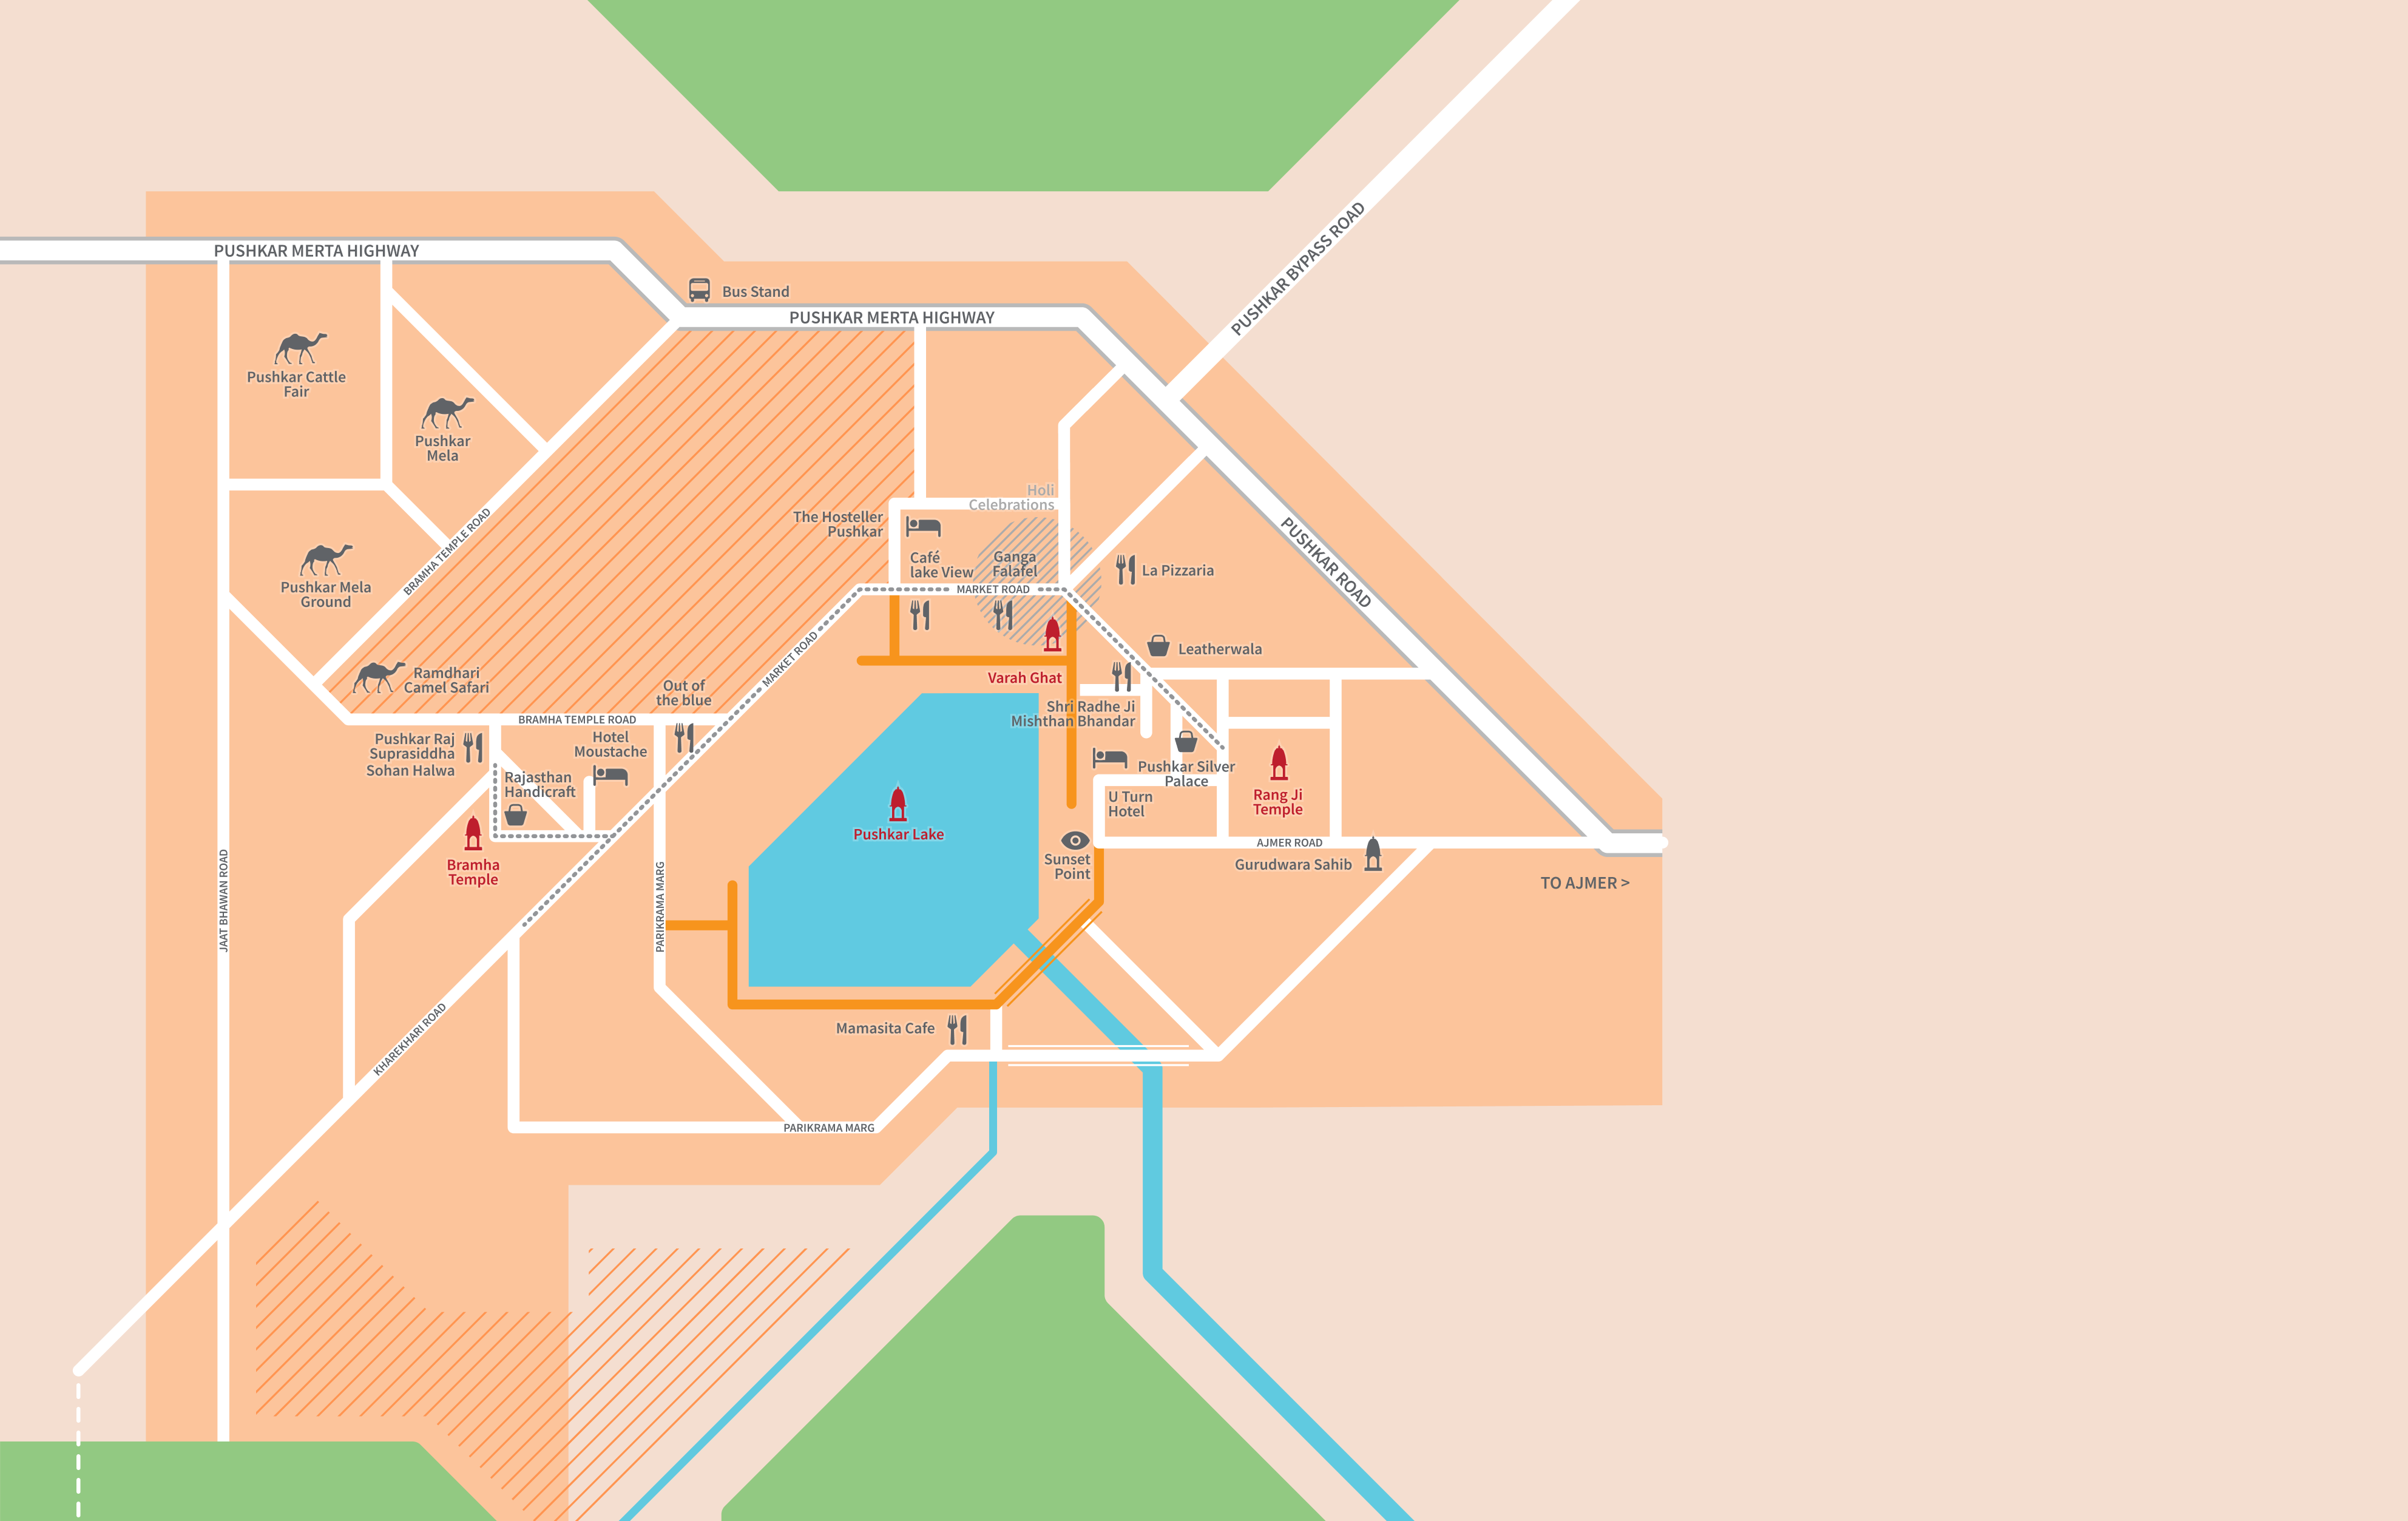 PUSHKAR BYPASS ROAD
PUSHKAR MERTA HIGHWAY
Bus Stand
PUSHKAR MERTA HIGHWAY
Pushkar Cattle
Fair
Pushkar
Mela
Holi
Celebrations
The Hosteller
Pushkar
PUSHKAR ROAD
BRAMHA TEMPLE ROAD
Café
lake View
Ganga
Falafel
La Pizzaria
Pushkar Mela
Ground
MARKET ROAD
MARKET ROAD
Leatherwala
Ramdhari
Camel Safari
Varah Ghat
Out of
the blue
Shri Radhe Ji
Mishthan Bhandar
BRAMHA TEMPLE ROAD
Pushkar Raj
Suprasiddha
Sohan Halwa
Hotel
Moustache
Rajasthan
Handicraft
Pushkar Silver
Palace
U Turn
Hotel
Rang Ji
Temple
Pushkar Lake
AJMER ROAD
Sunset
Point
Gurudwara Sahib
Bramha
Temple
TO AJMER >
JAAT BHAWAN ROAD
PARIKRAMA MARG
KHAREKHARI ROAD
Mamasita Cafe
PARIKRAMA MARG